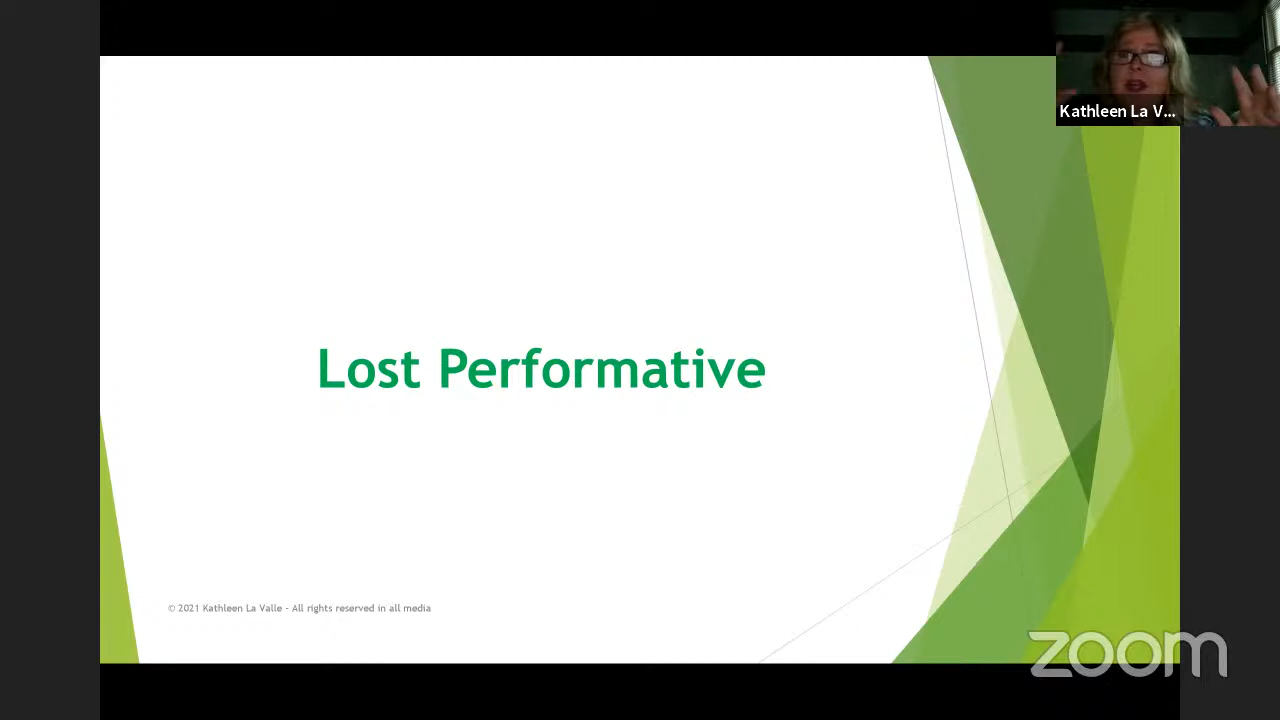 Kathleen La V...
Lost Performative
© 2021 Kathleen La Valle - All rights reserved in all media
zoom